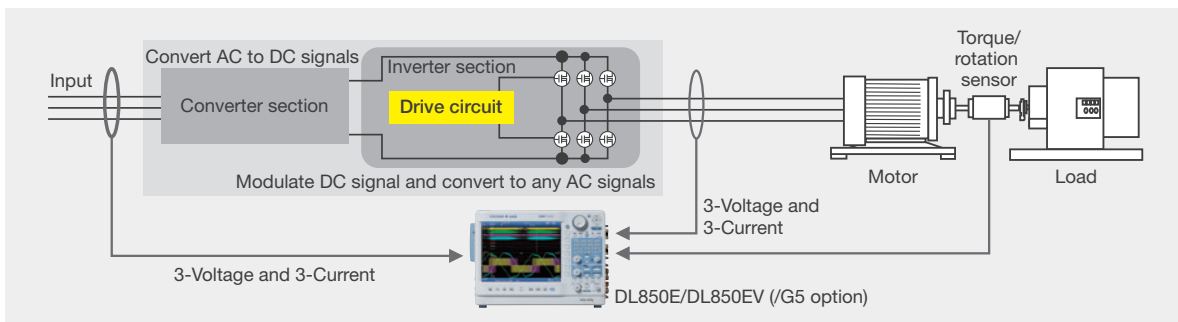 Convert AC to DC signals
Input
Converter section
Inverter section
Drive circuit
Modulate DC signal and convert to any AC signals
Torque/
rotation
sensor
Motor
Load
3-Voltage and
3-Current
3-Voltage and 3-Current
DL850E/DL850EV (/G5 option)